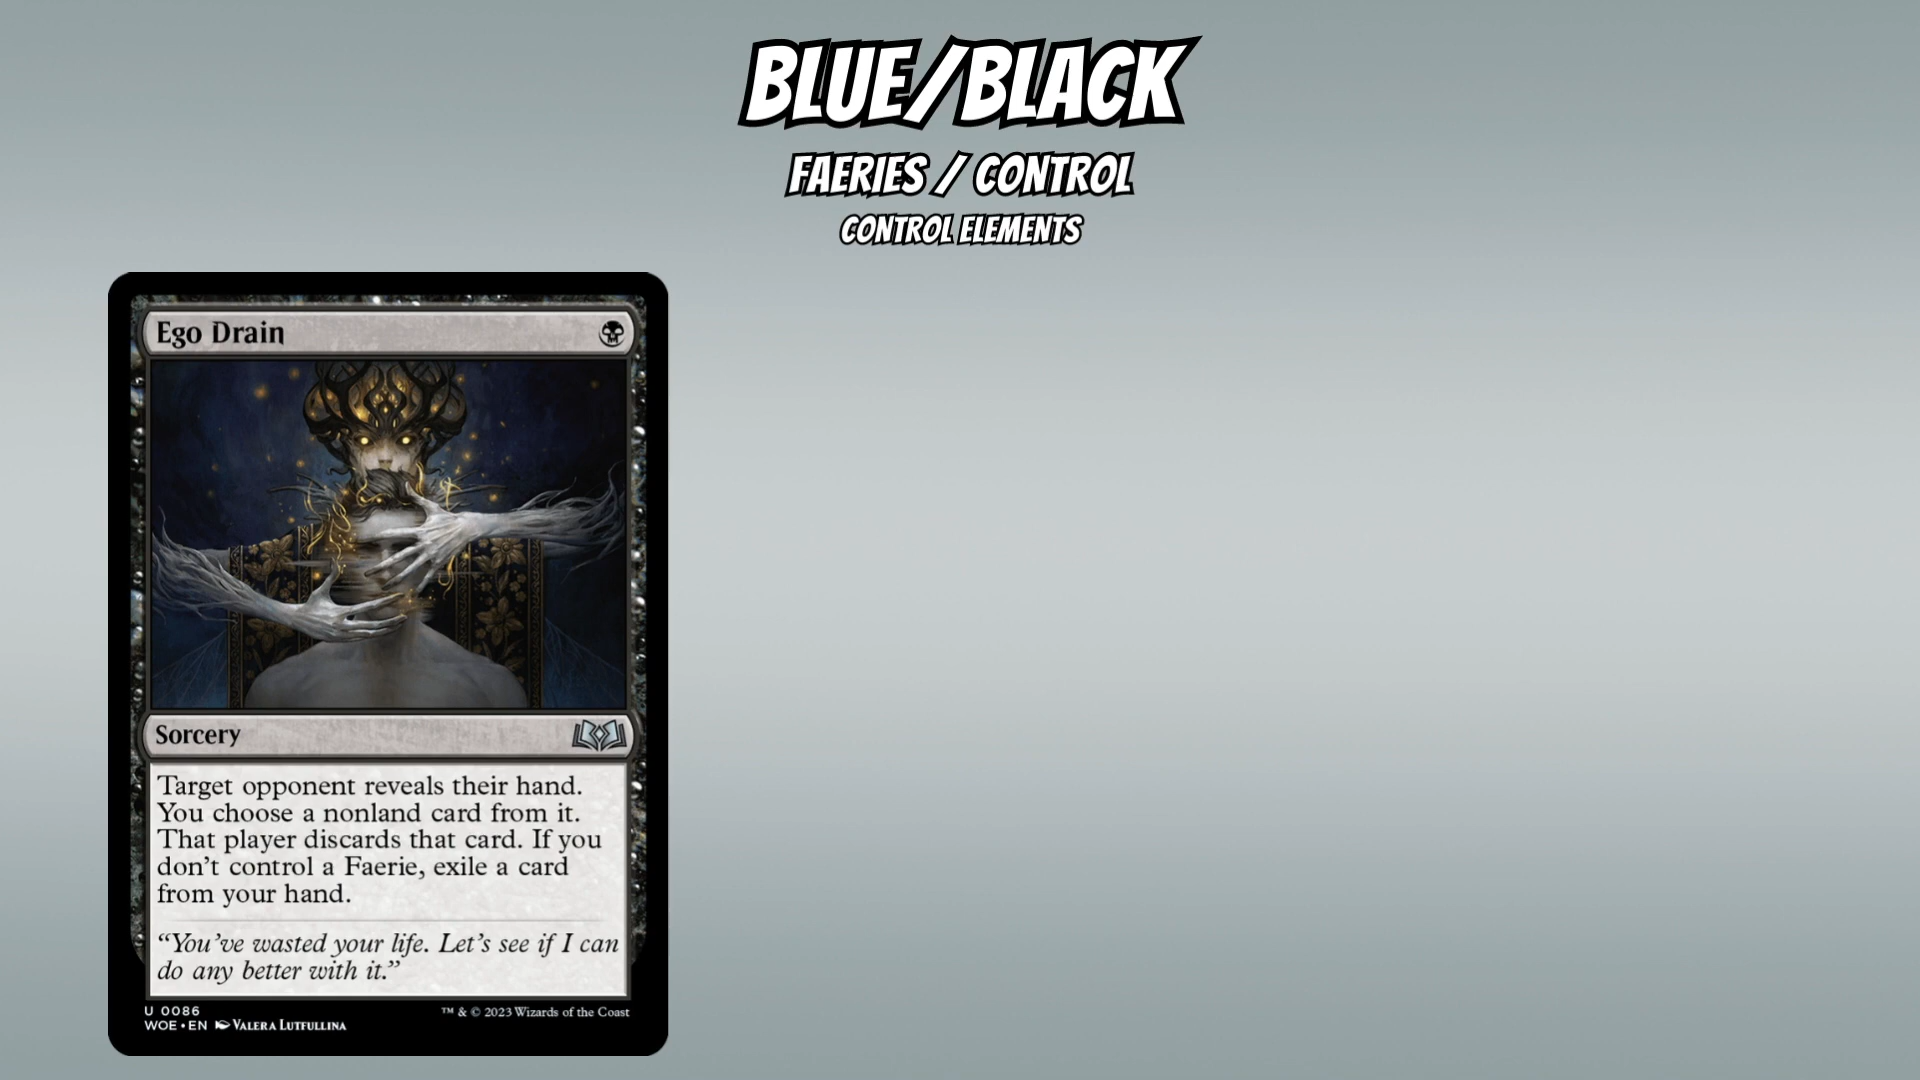 BLUE/BLACK
FAERIES / CONTROL
CONTROL ELEMENTS
Ego Drain
Sorcery
Target opponent reveals their hand.
You choose a nonland card from it.
That player discards that card. If you
don't control a Faerie, exile a card
from your hand.
“You've wasted your life. Let's see if I can
do any better with it.”
U 0086
WOE • EN VALERA LUTFULLINA
™ & © 2023 Wizards of the Coast